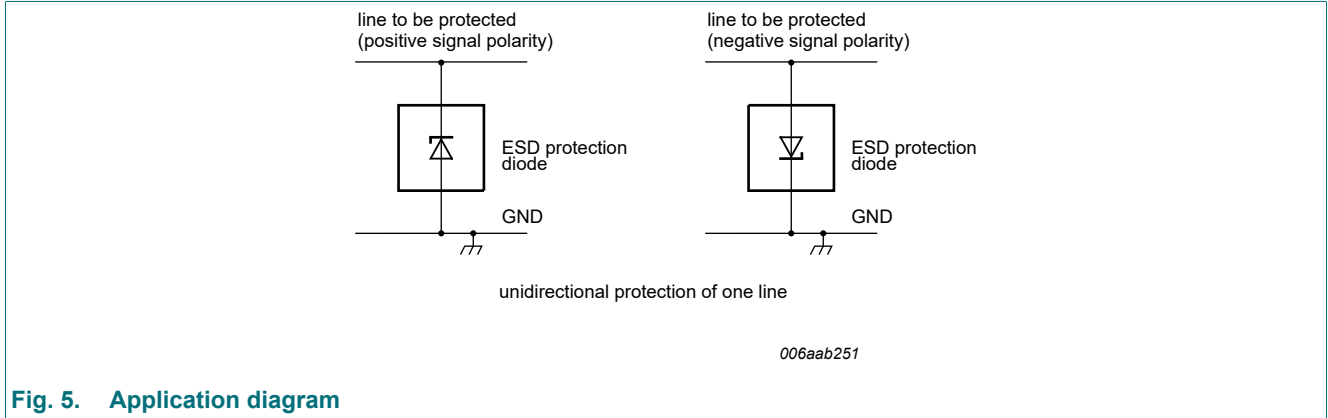 line to be protected
(positive signal polarity)
ESD protection
diode
GND
line to be protected
(negative signal polarity)
ESD protection
diode
GND
unidirectional protection of one line
006aab251
Fig. 5. Application diagram